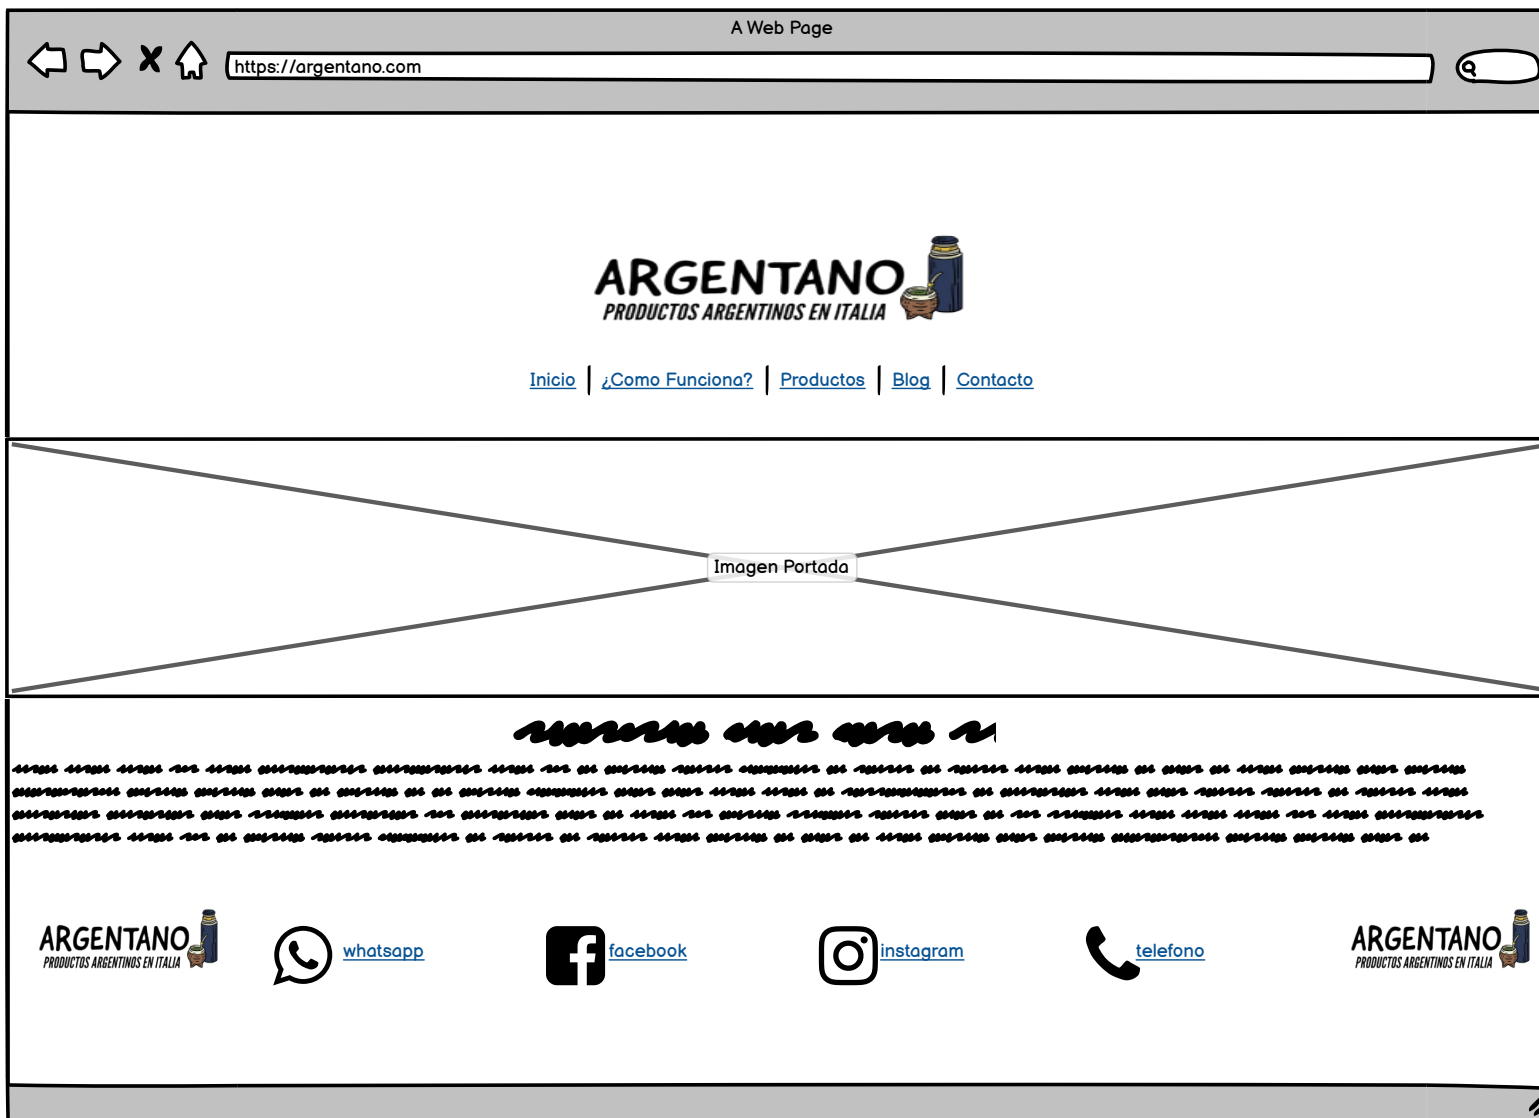 A Web Page
https://argentano.com
ARGENTANO
PRODUCTOS ARGENTINOS EN ITALIA
Inicio | ¿Como Funciona? | Productos | Blog | Contacto
Imagen Portada
ARGENTANO
PRODUCTOS ARGENTINOS EN ITALIA
whatsapp
facebook
instagram
telefono
ARGENTANO
PRODUCTOS ARGENTINOS EN ITALIA